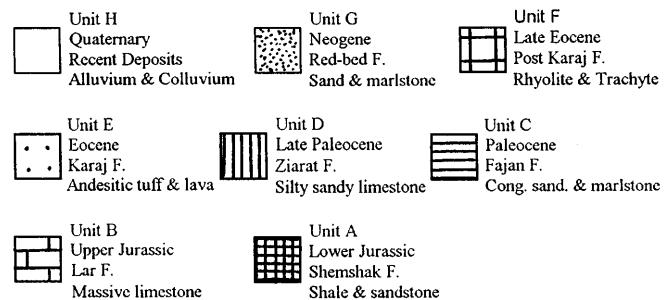 Unit H
Quaternary
Recent Deposits
Alluvium & Colluvium
Unit G
Neogene
Red-bed F.
Sand & marlstone
Unit F
Late Eocene
Post Karaj F.
Rhyolite & Trachyte
Unit E
Eocene
Karaj F.
Andesitic tuff & lava
Unit D
Late Paleocene
Ziarat F.
Silty sandy limestone
Unit C
Paleocene
Fajan F.
Cong. sand. & marlstone
Unit B
Upper Jurassic
Lar F.
Massive limestone
Unit A
Lower Jurassic
Shemshak F.
Shale & sandstone